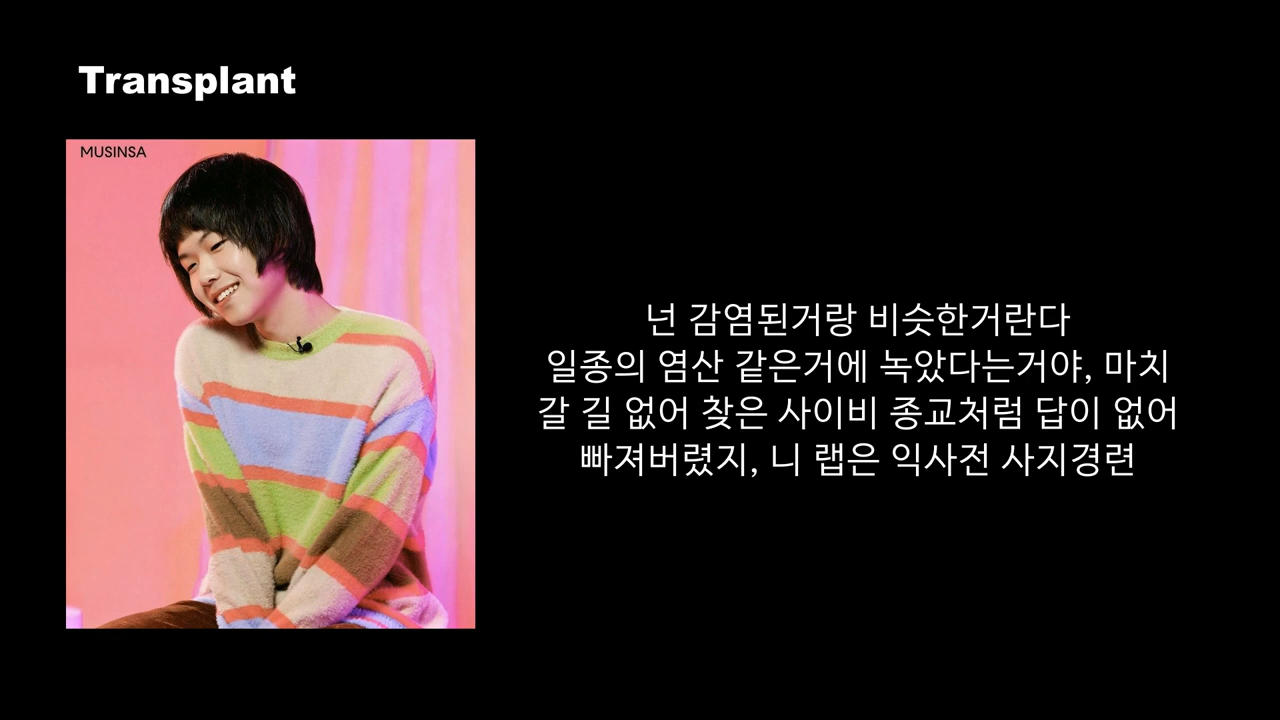 Transplant
MUSINSA
넌 감염된거랑 비슷한거란다
일종의 염산 같은거에 녹았다는거야, 마치
갈 길 없어 찾은 사이비 종교처럼 답이 없어
빠져버렸지, 니 랩은 익사전 사지경련